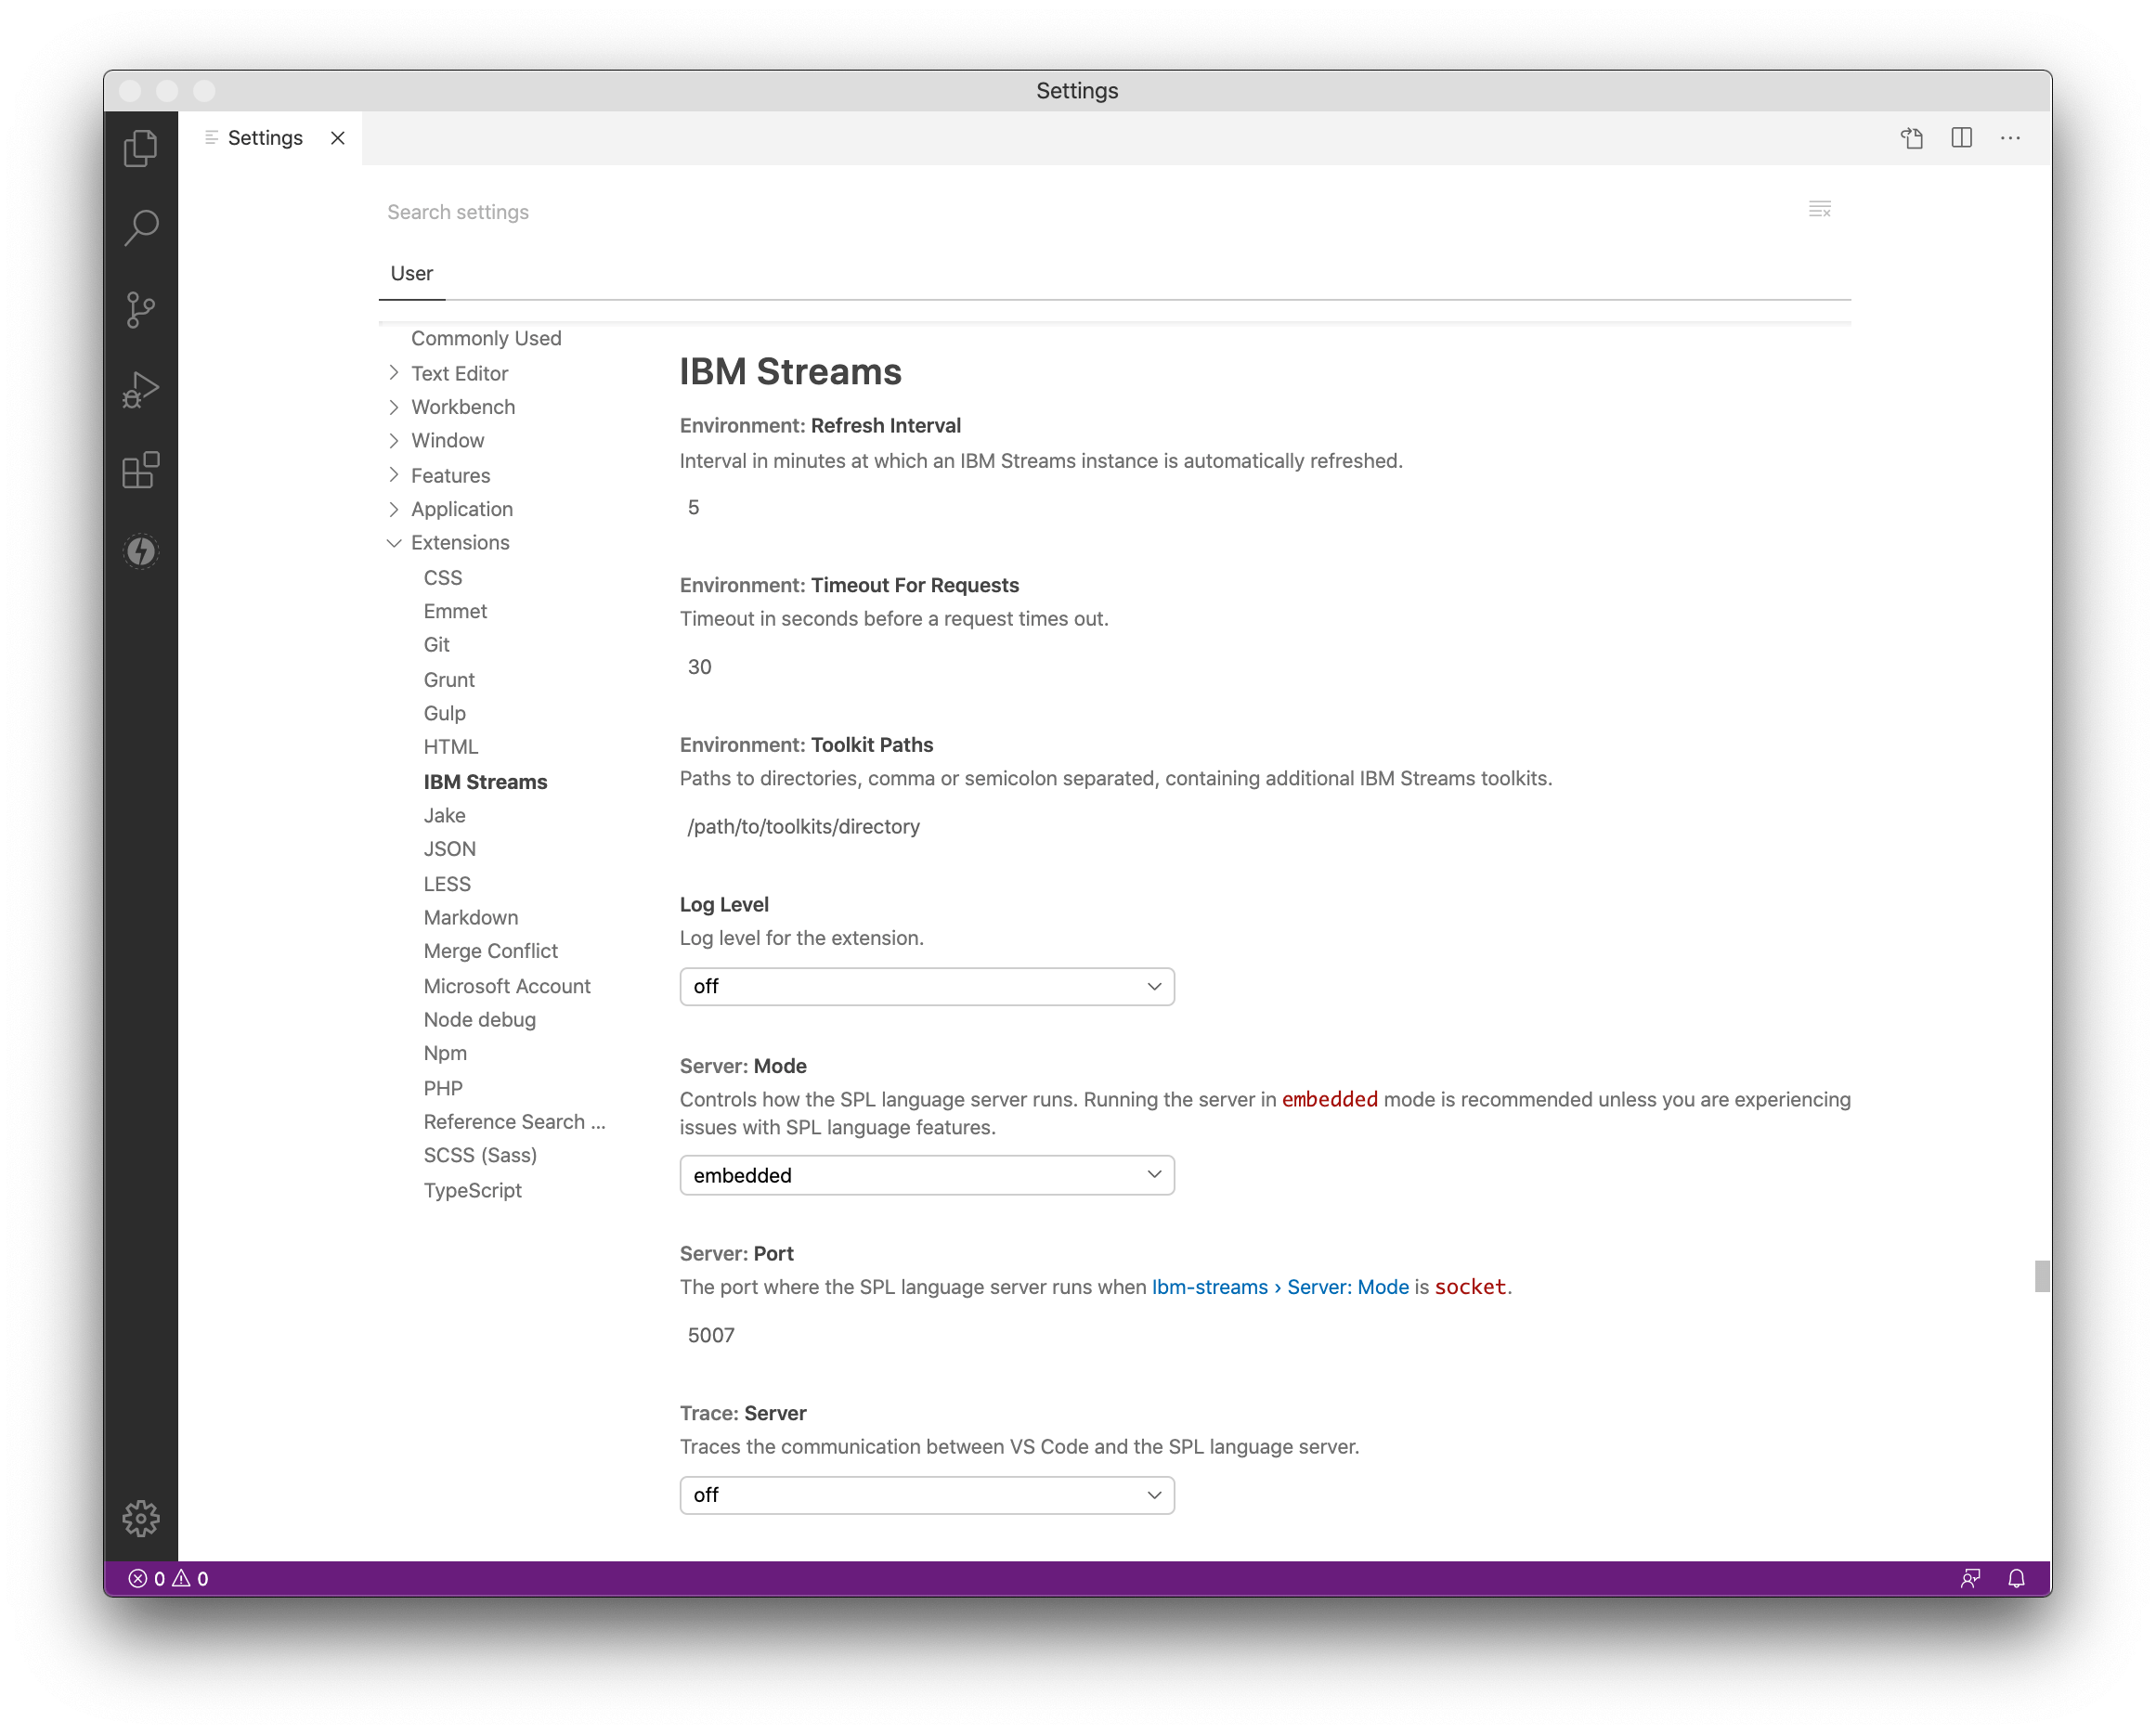 Settings
Settings
Search settings
User
Commonly Used
Text Editor
Workbench
Window
Features
Application
Extensions
CSS
Emmet
Git
Grunt
Gulp
HTML
IBM Streams
Jake
JSON
LESS
Markdown
Merge Conflict
Microsoft Account
Node debug
Npm
PHP
Reference Search ...
SCSS (Sass)
TypeScript
IBM Streams
Environment: Refresh Interval
Interval in minutes at which an IBM Streams instance is automatically refreshed.
5
Environment: Timeout For Requests
Timeout in seconds before a request times out.
30
Environment: Toolkit Paths
Paths to directories, comma or semicolon separated, containing additional IBM Streams toolkits.
/path/to/toolkits/directory
Log Level
Log level for the extension.
off
Server: Mode
Controls how the SPL language server runs. Running the server in embedded mode is recommended unless you are experiencing
issues with SPL language features.
embedded
Server: Port
The port where the SPL language server runs when Ibm-streams › Server: Mode is socket.
5007
Trace: Server
Traces the communication between VS Code and the SPL language server.
off
0 0